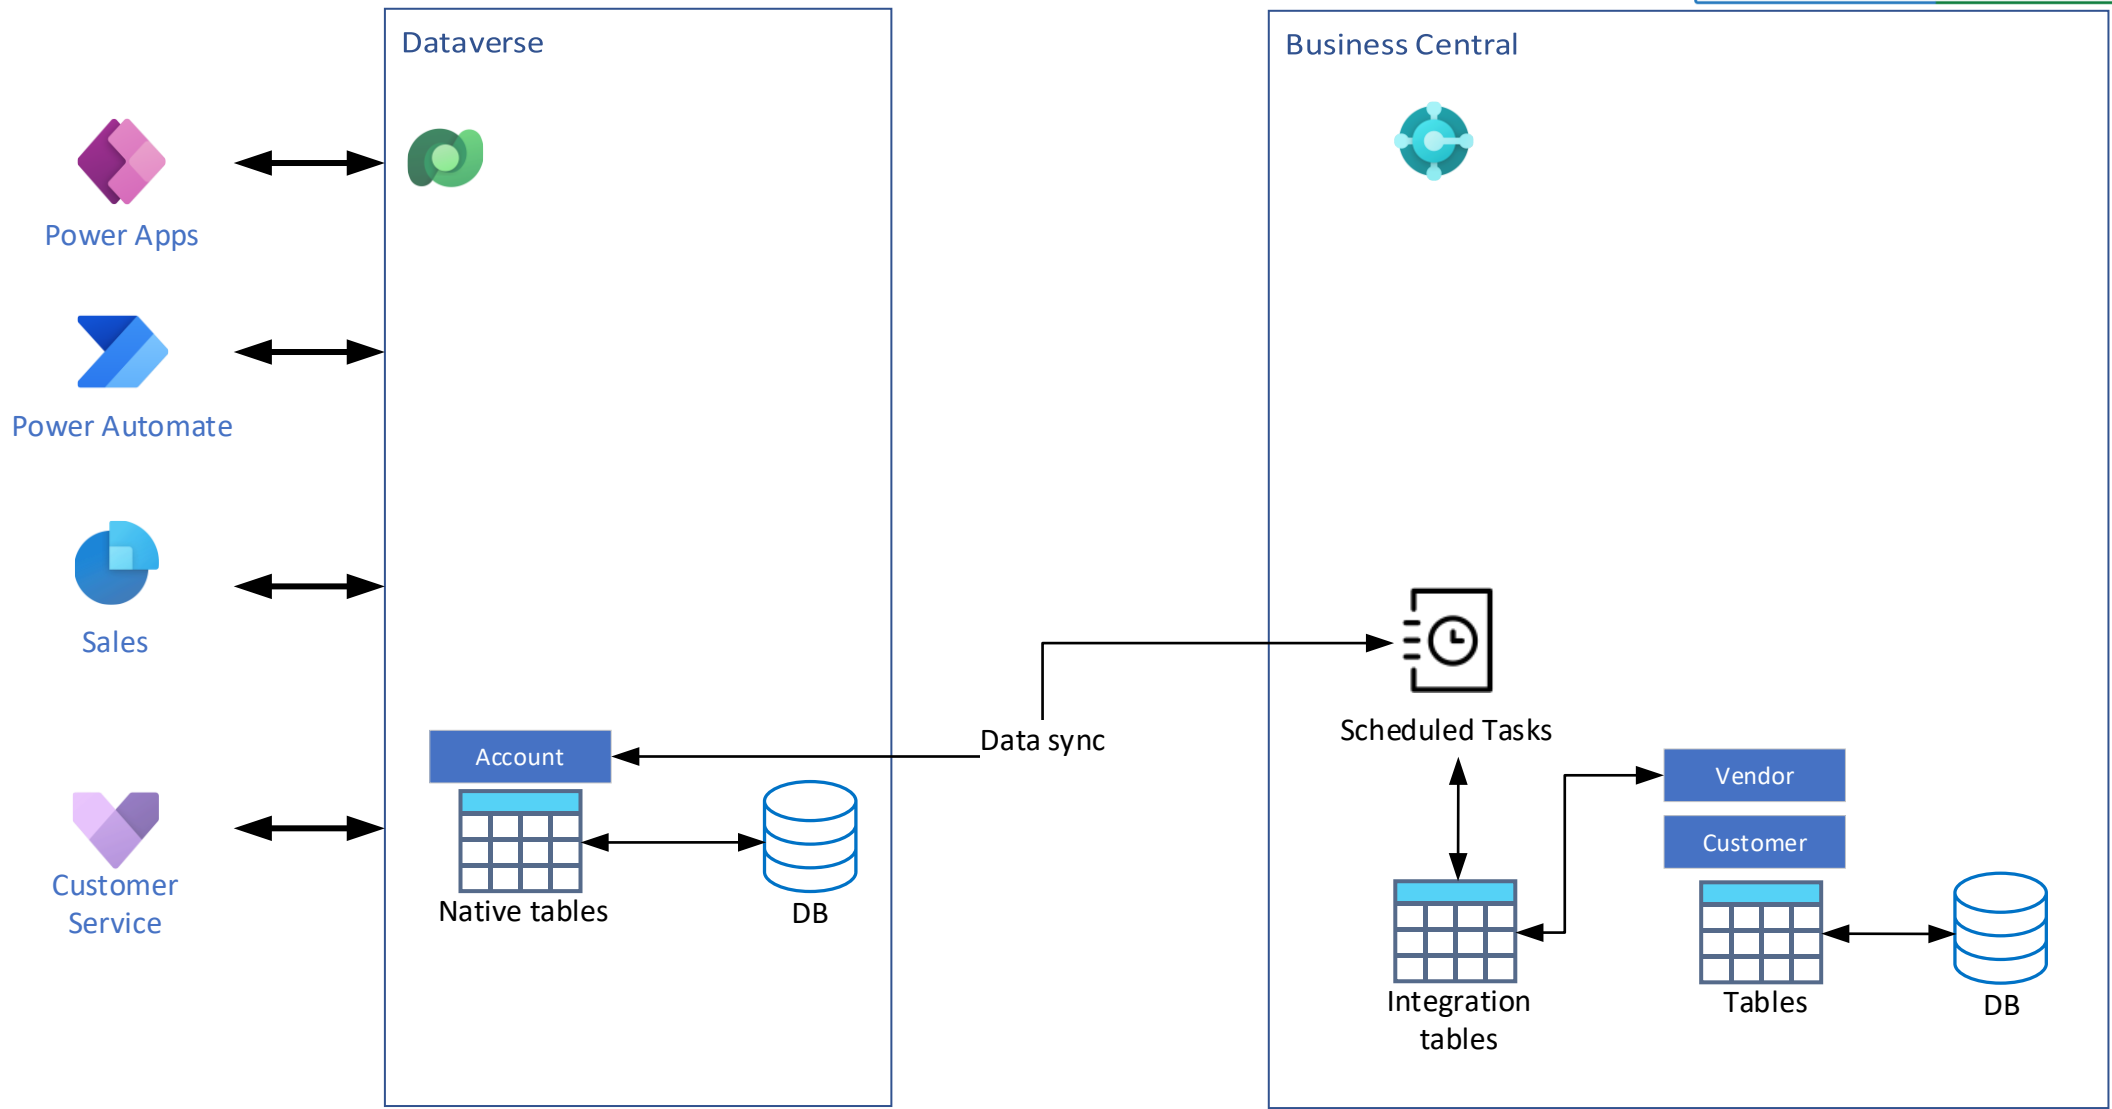 Dataverse
Business Central
Power Apps
Power Automate
Sales
Customer
Service
Account
Native tables
DB
Data sync
Scheduled Tasks
Vendor
Customer
Integration
tables
Tables
DB